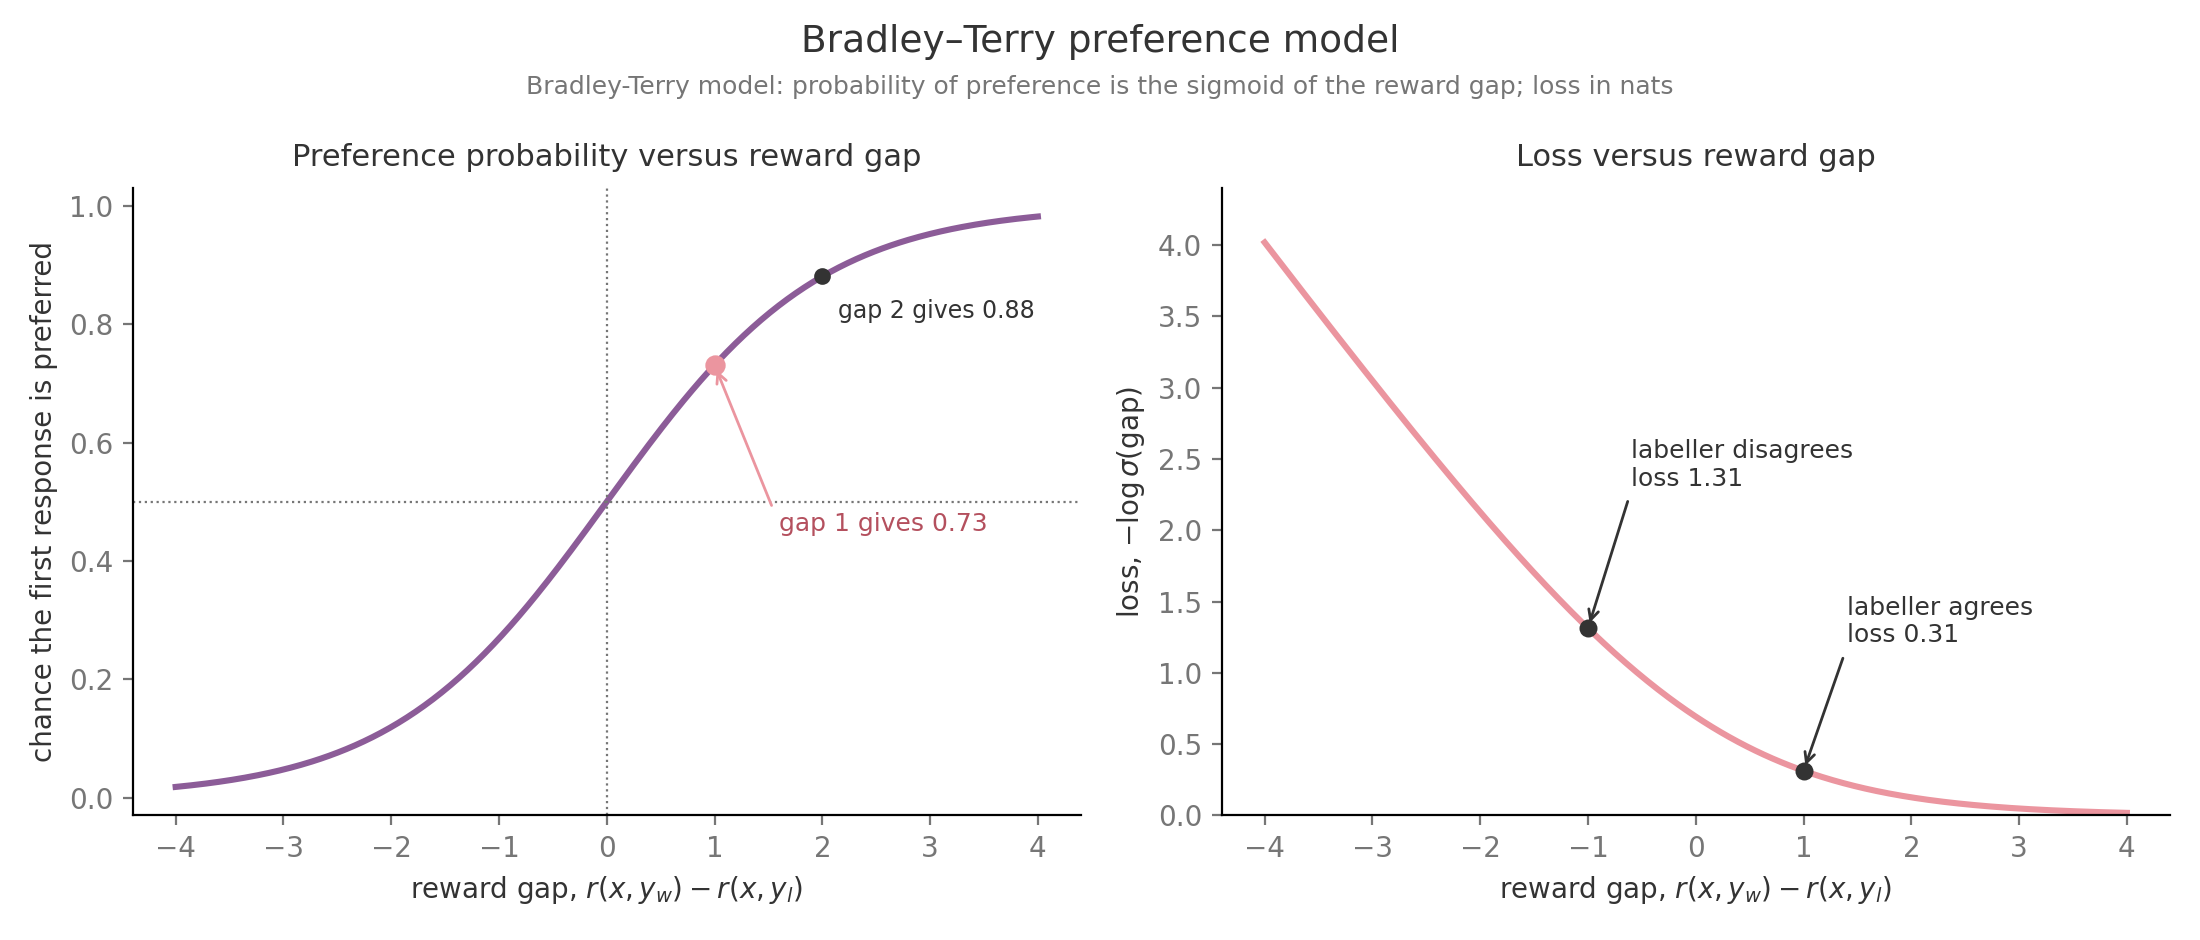 Bradley–Terry preference model
Bradley-Terry model: probability of preference is the sigmoid of the reward gap; loss in nats
Preference probability versus reward gap
chance the first response is preferred
1.0
0.8
0.6
0.4
0.2
0.0
gap 2 gives 0.88
gap 1 gives 0.73
−4 −3 −2 −1 0 1 2 3 4
reward gap, r(x, y_w) − r(x, y_l)
Loss versus reward gap
loss, −log σ(gap)
4.0
3.5
3.0
2.5
2.0
1.5
1.0
0.5
0.0
labeller disagrees
loss 1.31
labeller agrees
loss 0.31
−4 −3 −2 −1 0 1 2 3 4
reward gap, r(x, y_w) − r(x, y_l)